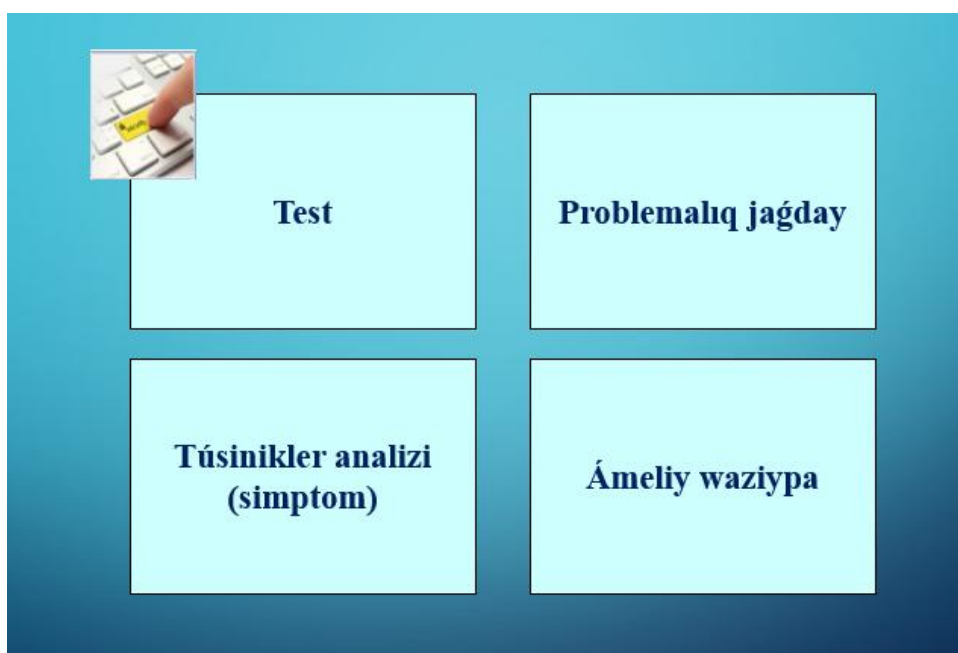 Test
Problemalıq jaǵday
Túsinikler analizi
(simptom)
Ámeliy waziypa